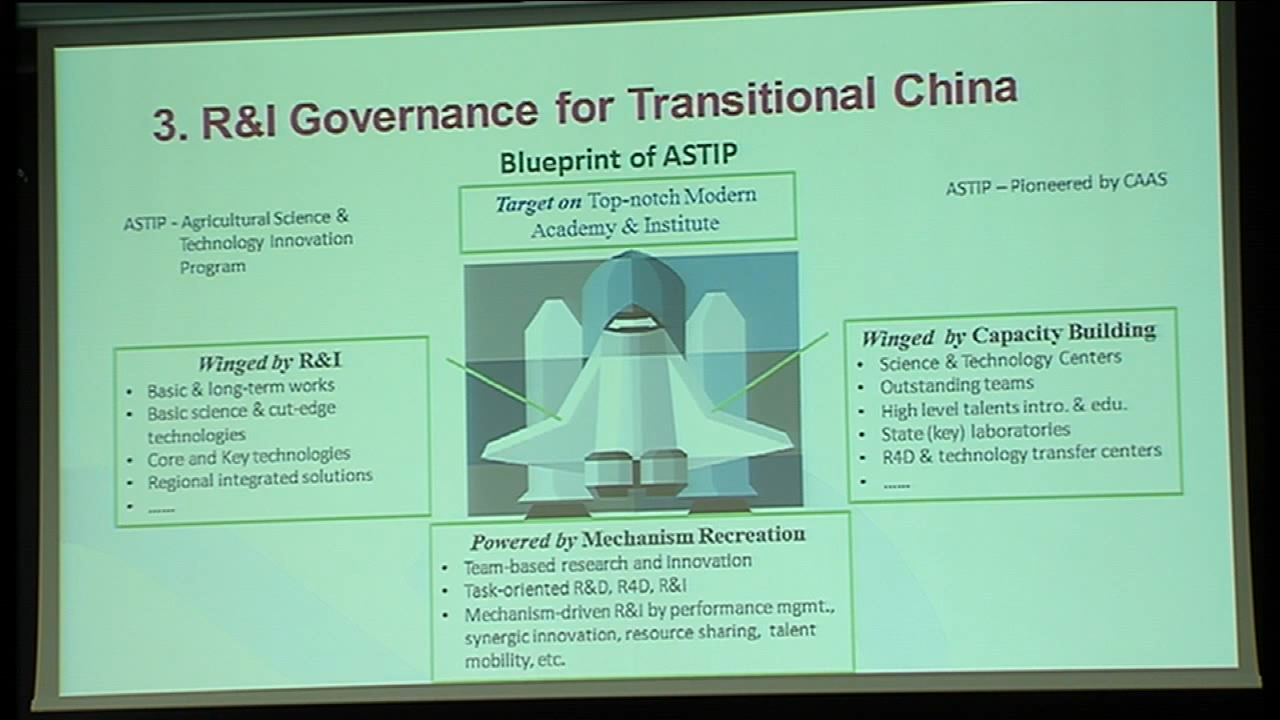 3. R&I Governance for Transitional China
Blueprint of ASTIP
Target on Top-notch Modern
Academy & Institute
ASTIP – Pioneered by CAAS
ASTIP - Agricultural Science &
Technology Innovation
Program
Winged by R&I
• Basic & long-term works
• Basic science & cut-edge
technologies
• Core and Key technologies
• Regional integrated solutions
• ......
Winged by Capacity Building
• Science & Technology Centers
• Outstanding teams
• High level talents intro. & edu.
• State (key) laboratories
• R4D & technology transfer centers
• ......
Powered by Mechanism Recreation
• Team-based research and innovation
• Task-oriented R&D, R4D, R&I
• Mechanism-driven R&I by performance mgmt.,
synergic innovation, resource sharing, talent
mobility, etc.